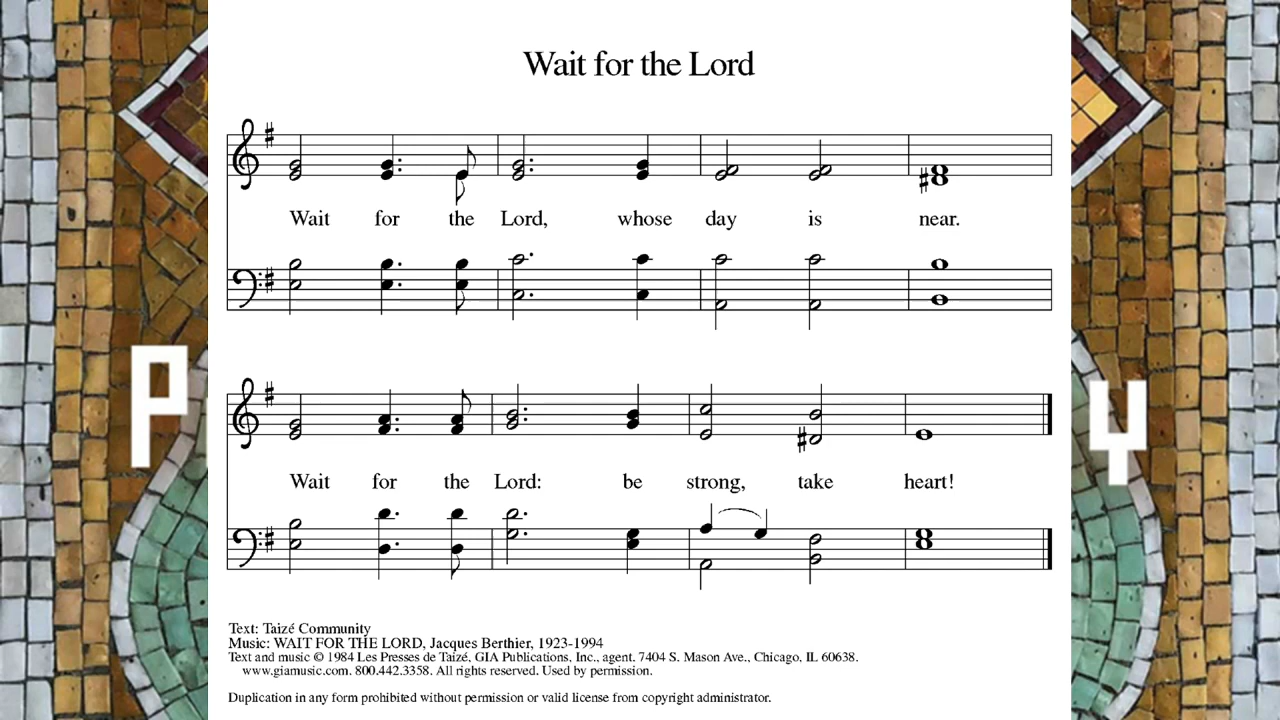 Wait for the Lord
Wait for the Lord, whose day is near.
P
Y
Wait for the Lord: be strong, take heart!
Text: Taizé Community
Music: WAIT FOR THE LORD, Jacques Berthier, 1923-1994
Text and music © 1984 Les Presses de Taizé, GIA Publications, Inc., agent. 7404 S. Mason Ave., Chicago, IL 60638.
www.giamusic.com. 800.442.3358. All rights reserved. Used by permission.
Duplication in any form prohibited without permission or valid license from copyright administrator.